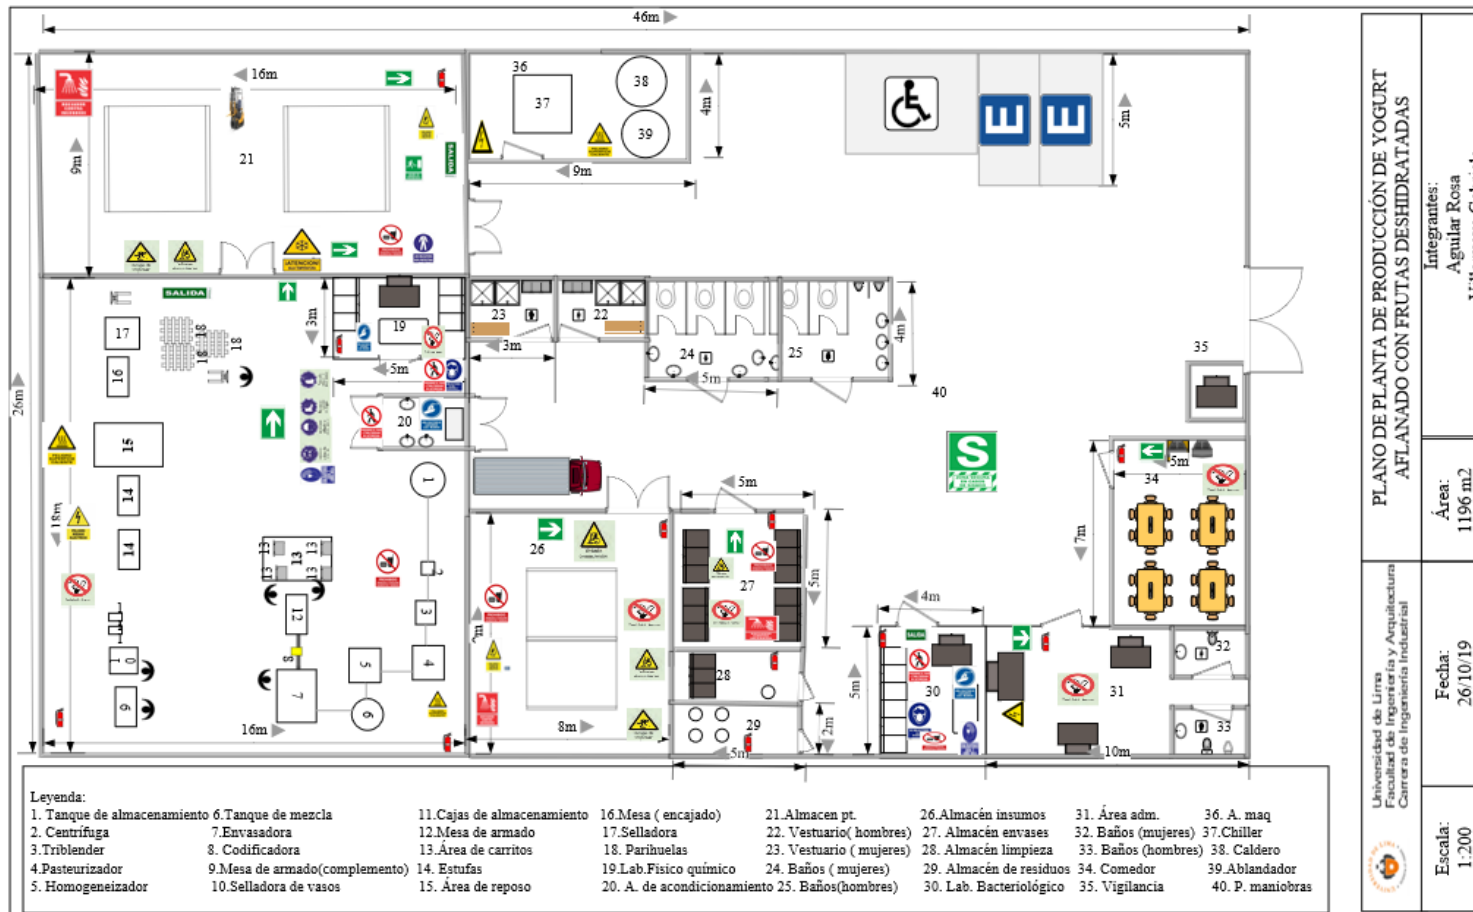 46m
16m
9m
21
SALIDA
36
37
38
39
4m
9m
E
E
5m
PLANO DE PLANTA DE PRODUCCIÓN DE YOGURT
AFLANADO CON FRUTAS DESHIDRATADAS
Integrantes:
Aguilar Rosa
Área:
1196 m2
Fecha:
26/10/19
Escala:
1:200
Universidad de Lima
Facultad de Ingeniería y Arquitectura
Carrera de Ingeniería Industrial
26m
SALIDA
¡ATENCIÓN!
3m
19
5m
20
17
16
18
18
18
18
15
14
14
18m
23
22
3m
24
25
5m
4m
40
35
S
1
2
3
4
5
6
7
8
12
13
13
13
13
13
10
9
16m
26
8m
27
5m
5m
28
29
2m
5m
34
5m
7m
4m
SALIDA
30
5m
31
32
33
10m
Leyenda:
1. Tanque de almacenamiento
2. Centrífuga
3.Triblender
4.Pasteurizador
5. Homogeneizador
6.Tanque de mezcla
7.Envasadora
8. Codificadora
9.Mesa de armado(complemento)
10.Selladora de vasos
11.Cajas de almacenamiento
12.Mesa de armado
13.Área de carritos
14. Estufas
15. Área de reposo
16.Mesa ( encajado)
17.Selladora
18. Parihuelas
19.Lab.Físico químico
20. A. de acondicionamiento
21.Almacen pt.
22. Vestuario( hombres)
23. Vestuario ( mujeres)
24. Baños ( mujeres)
25. Baños(hombres)
26.Almacén insumos
27. Almacén envases
28. Almacén limpieza
29. Almacén de residuos
30. Lab. Bacteriológico
31. Área adm.
32. Baños (mujeres)
33. Baños (hombres)
34. Comedor
35. Vigilancia
36. A. maq
37.Chiller
38. Caldero
39.Ablandador
40. P. maniobras